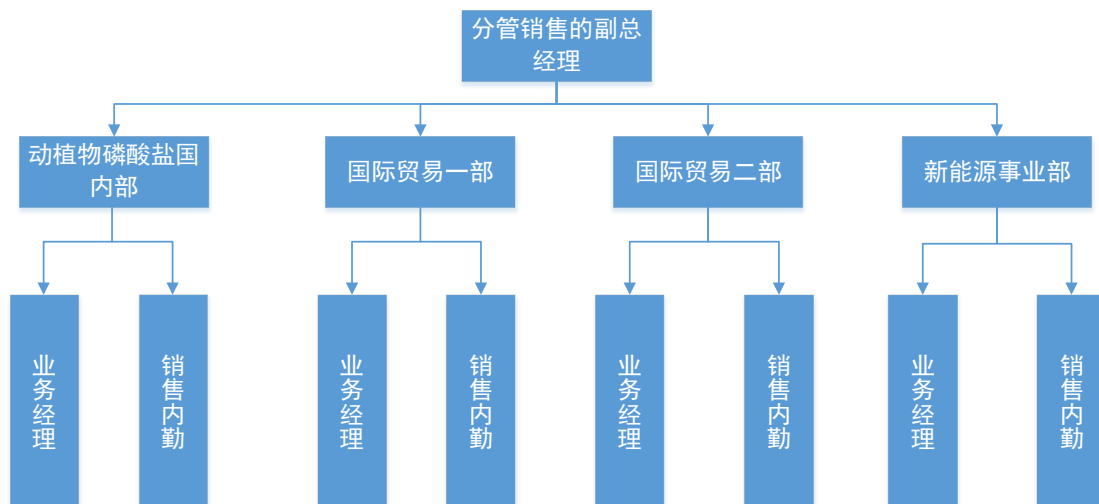 分管销售的副总
经理
动植物磷酸盐国
内部
国际贸易一部
国际贸易二部
新能源事业部
业务经理
销售内勤
业务经理
销售内勤
业务经理
销售内勤
业务经理
销售内勤